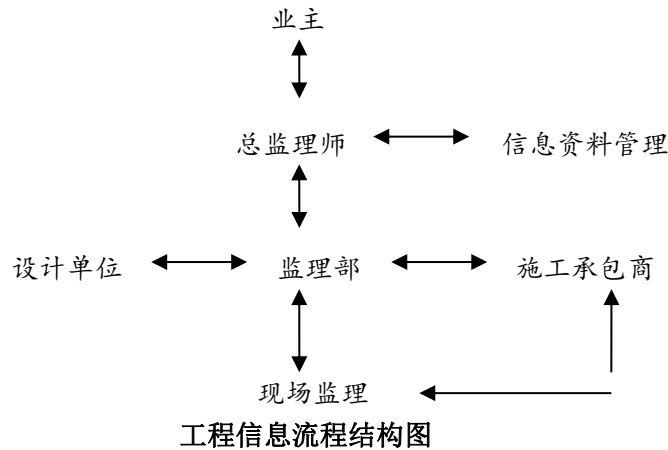 业主
总监理师 信息资料管理
设计单位 监理部 施工承包商
现场监理
工程信息流程结构图